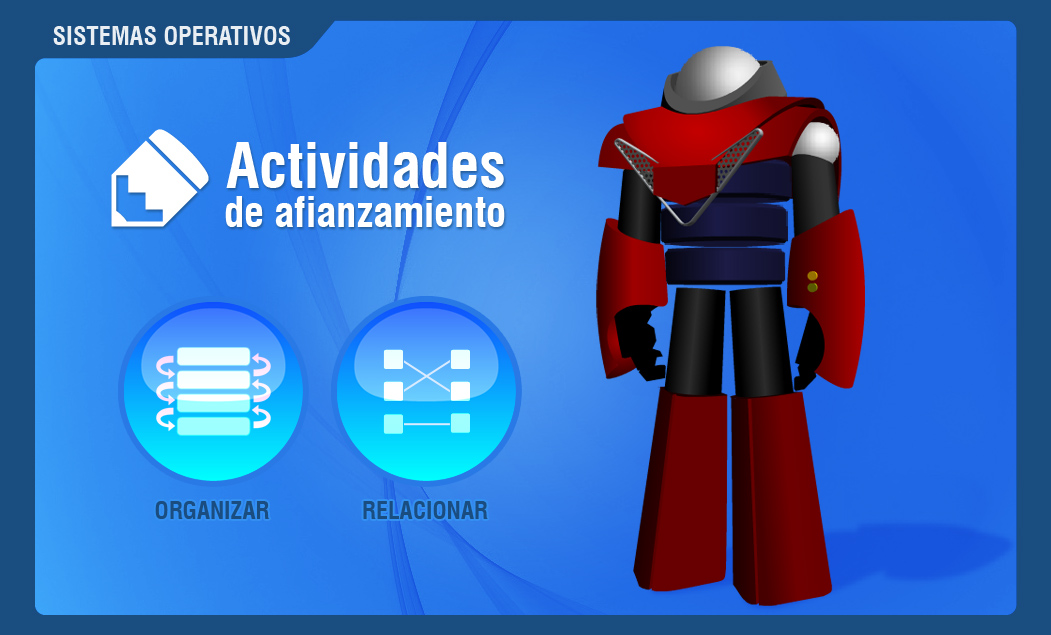 SISTEMAS OPERATIVOS
Actividades
de afianzamiento
ORGANIZAR
RELACIONAR